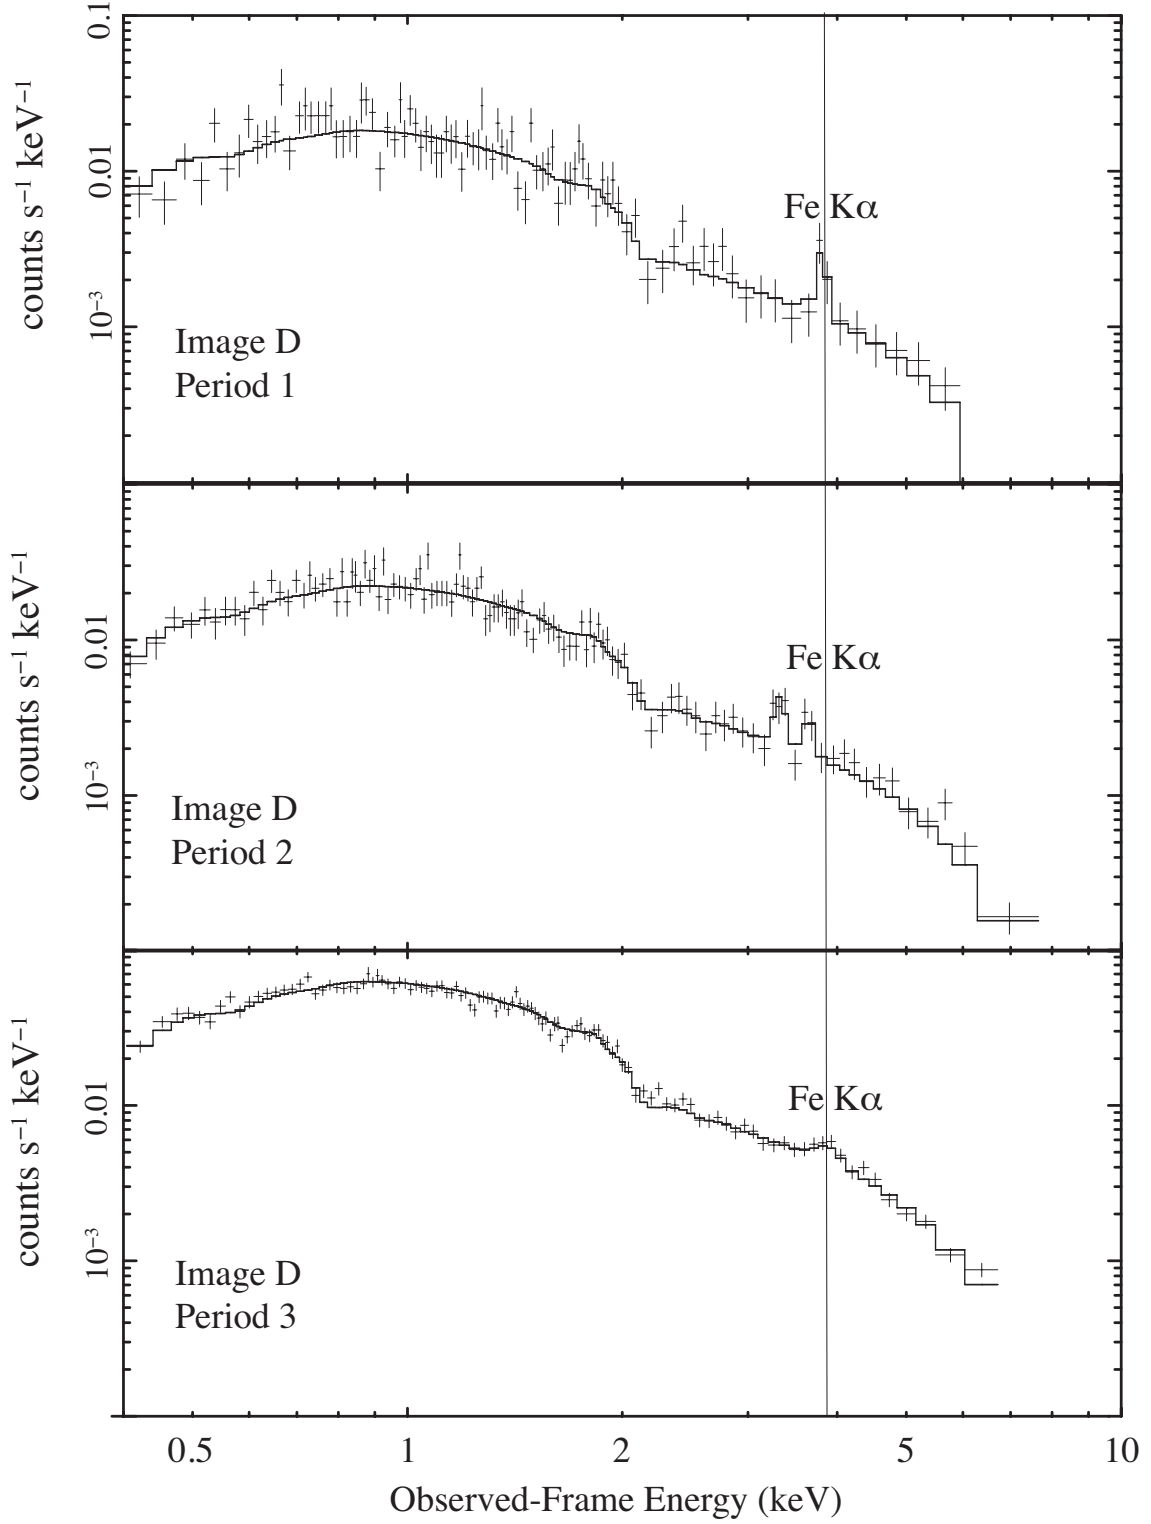 0.1
counts s⁻¹ keV⁻¹
0.01
10⁻³
Fe Kα
Image D
Period 1
counts s⁻¹ keV⁻¹
0.01
10⁻³
Fe Kα
Image D
Period 2
counts s⁻¹ keV⁻¹
0.01
10⁻³
Fe Kα
Image D
Period 3
0.5 1 2 5 10
Observed-Frame Energy (keV)